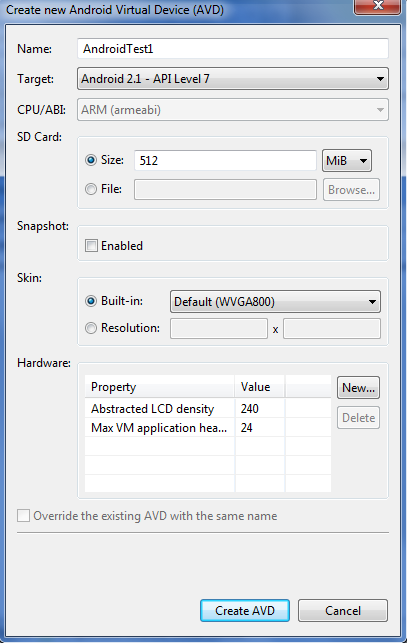 Create new Android Virtual Device (AVD)
Name: AndroidTest1
Target: Android 2.1 - API Level 7
CPU/ABI: ARM (armeabi)
SD Card:
Size: 512 MiB
File: Browse...
Snapshot:
Enabled
Skin:
Built-in: Default (WVGA800)
Resolution: x
Hardware:
Property Value New...
Abstracted LCD density 240 Delete
Max VM application hea... 24
Override the existing AVD with the same name
Create AVD Cancel